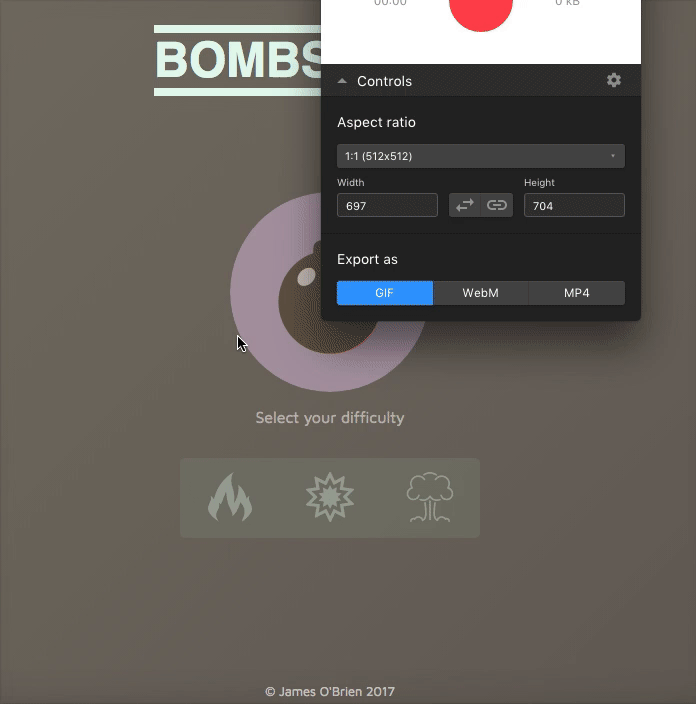 00:00
0 kB
BOMBS
Controls
Aspect ratio
1:1 (512x512)
Width
Height
697
704
Export as
GIF
WebM
MP4
Select your difficulty
© James O'Brien 2017